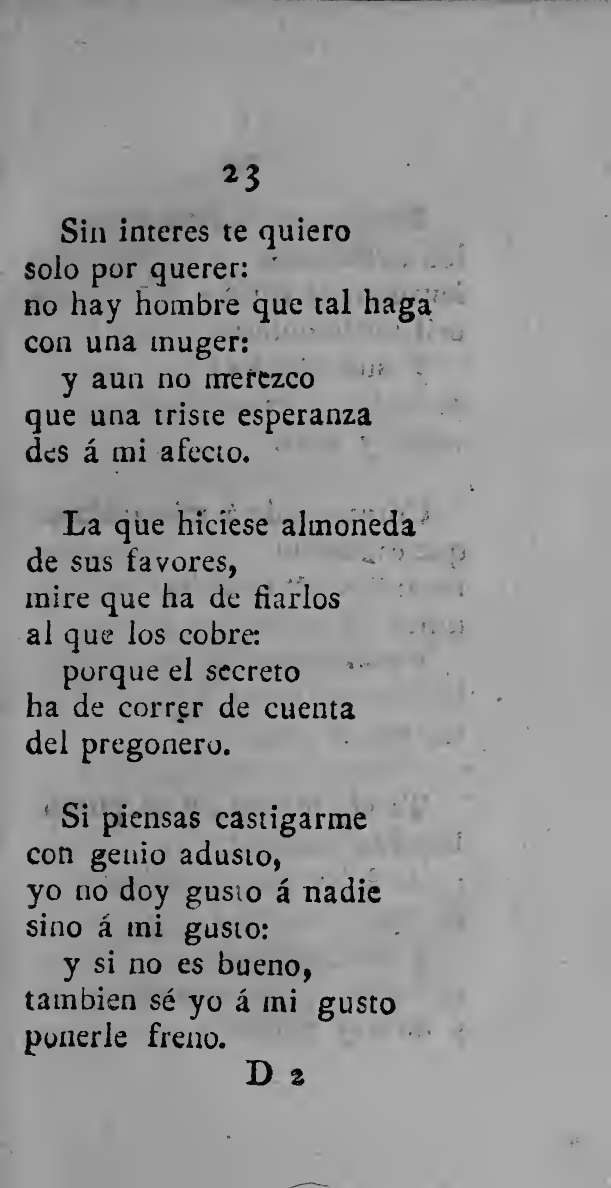 23
Sin interes te quiero
solo por querer:
no hay hombre que tal haga
con una muger:
y aun no merezco
que una triste esperanza
des á mi afecto.
La que hiciese almoneda
de sus favores,
mire que ha de fiarlos
al que los cobre:
porque el secreto
ha de correr de cuenta
del pregonero.
Si piensas castigarme
con genio adusto,
yo no doy gusto á nadie
sino á mi gusto:
y si no es bueno,
tambien sé yo á mi gusto
ponerle freno.
D 2